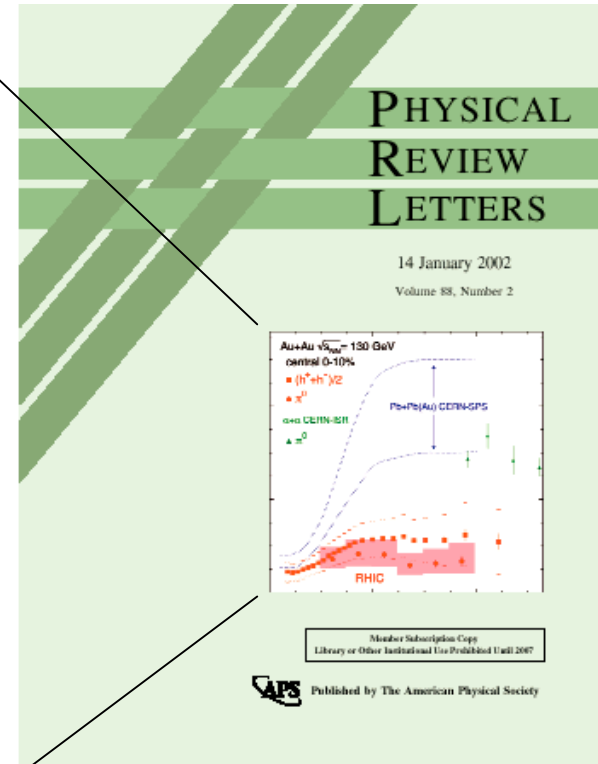 PHYSICAL
REVIEW
LETTERS
14 January 2002
Volume 88, Number 2
Au+Au √sNN = 130 GeV
central 0-10%
(h++h-)/2
π0
α+α CERN-ISR
π0
Pb+Pb(Au) CERN-SPS
RHIC
Member Subscription Copy
Library or Other Institutional Use Prohibited Until 2007
APS Published by The American Physical Society